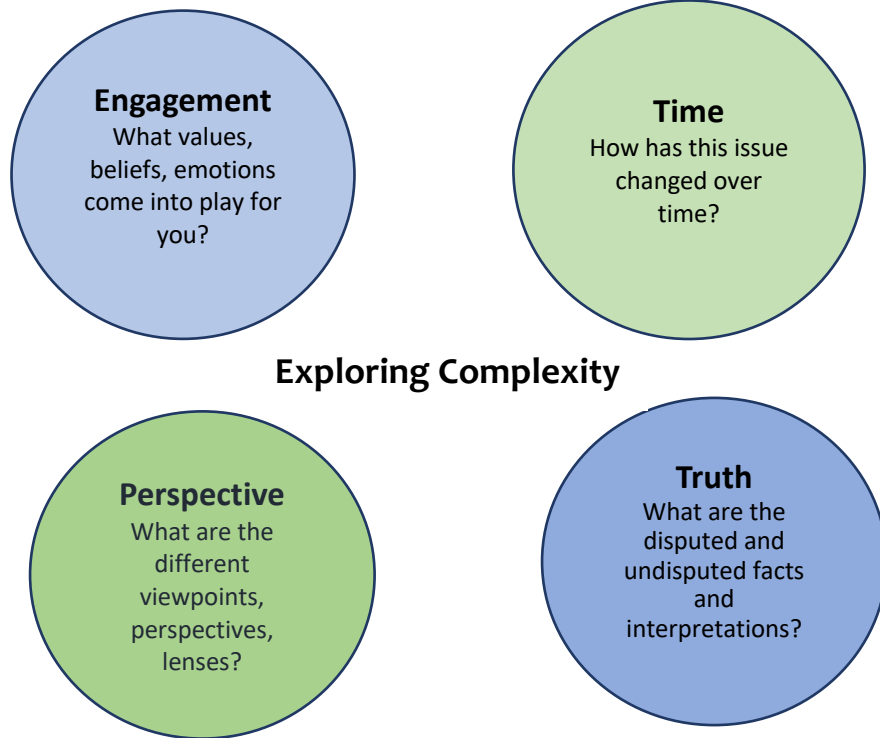 Engagement
What values,
beliefs, emotions
come into play for
you?
Time
How has this issue
changed over
time?
Exploring Complexity
Perspective
What are the
different
viewpoints,
perspectives,
lenses?
Truth
What are the
disputed and
undisputed facts
and
interpretations?